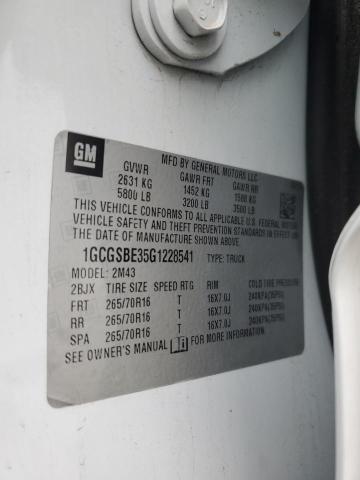 GM
MFD BY GENERAL MOTORS LLC
GVWR GAWR FRT GAWR RR
2631 KG 1452 KG 1588 KG
5800 LB 3200 LB 3500 LB
THIS VEHICLE CONFORMS TO ALL APPLICABLE U.S. FEDERAL
MOTOR VEHICLE SAFETY AND THEFT PREVENTION STANDARDS IN EFFECT ON
THE DATE OF MANUFACTURE SHOWN ABOVE.
1GCGSBE35G1228541 TYPE: TRUCK
MODEL: 2M43
2BJX TIRE SIZE SPEED RTG RIM COLD TIRE PRESSURE
FRT 265/70R16 T 16X7.0J 240KPA(35PSI)
RR 265/70R16 T 16X7.0J 240KPA(35PSI)
SPA 265/70R16 T 16X7.0J 240KPA(35PSI)
SEE OWNER'S MANUAL FOR MORE INFORMATION.